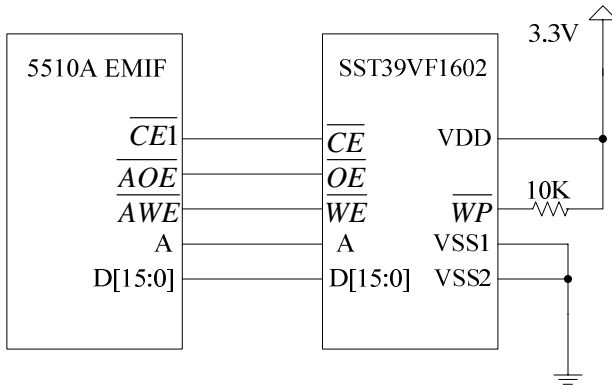 3.3V
5510A EMIF
SST39VF1602
CE1
CE
VDD
AOE
OE
10K
AWE
WE
WP
A
A
VSS1
D[15:0]
D[15:0]
VSS2